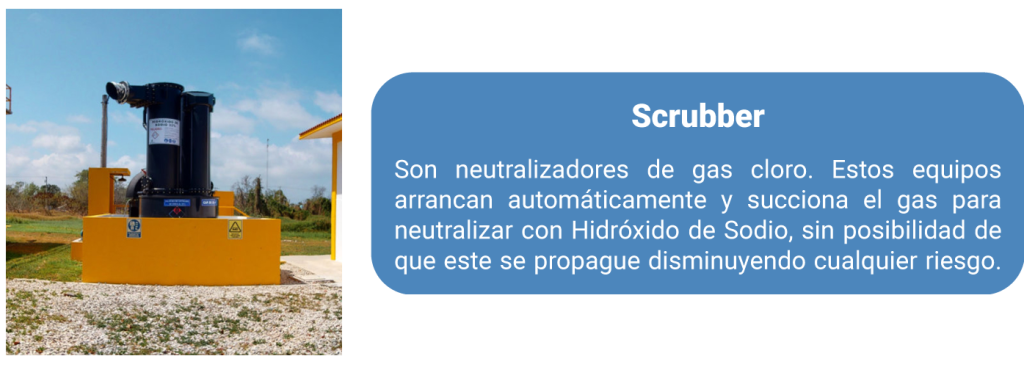 Scrubber
Son neutralizadores de gas cloro. Estos equipos
arrancan automáticamente y succiona el gas para
neutralizar con Hidróxido de Sodio, sin posibilidad de
que este se propague disminuyendo cualquier riesgo.